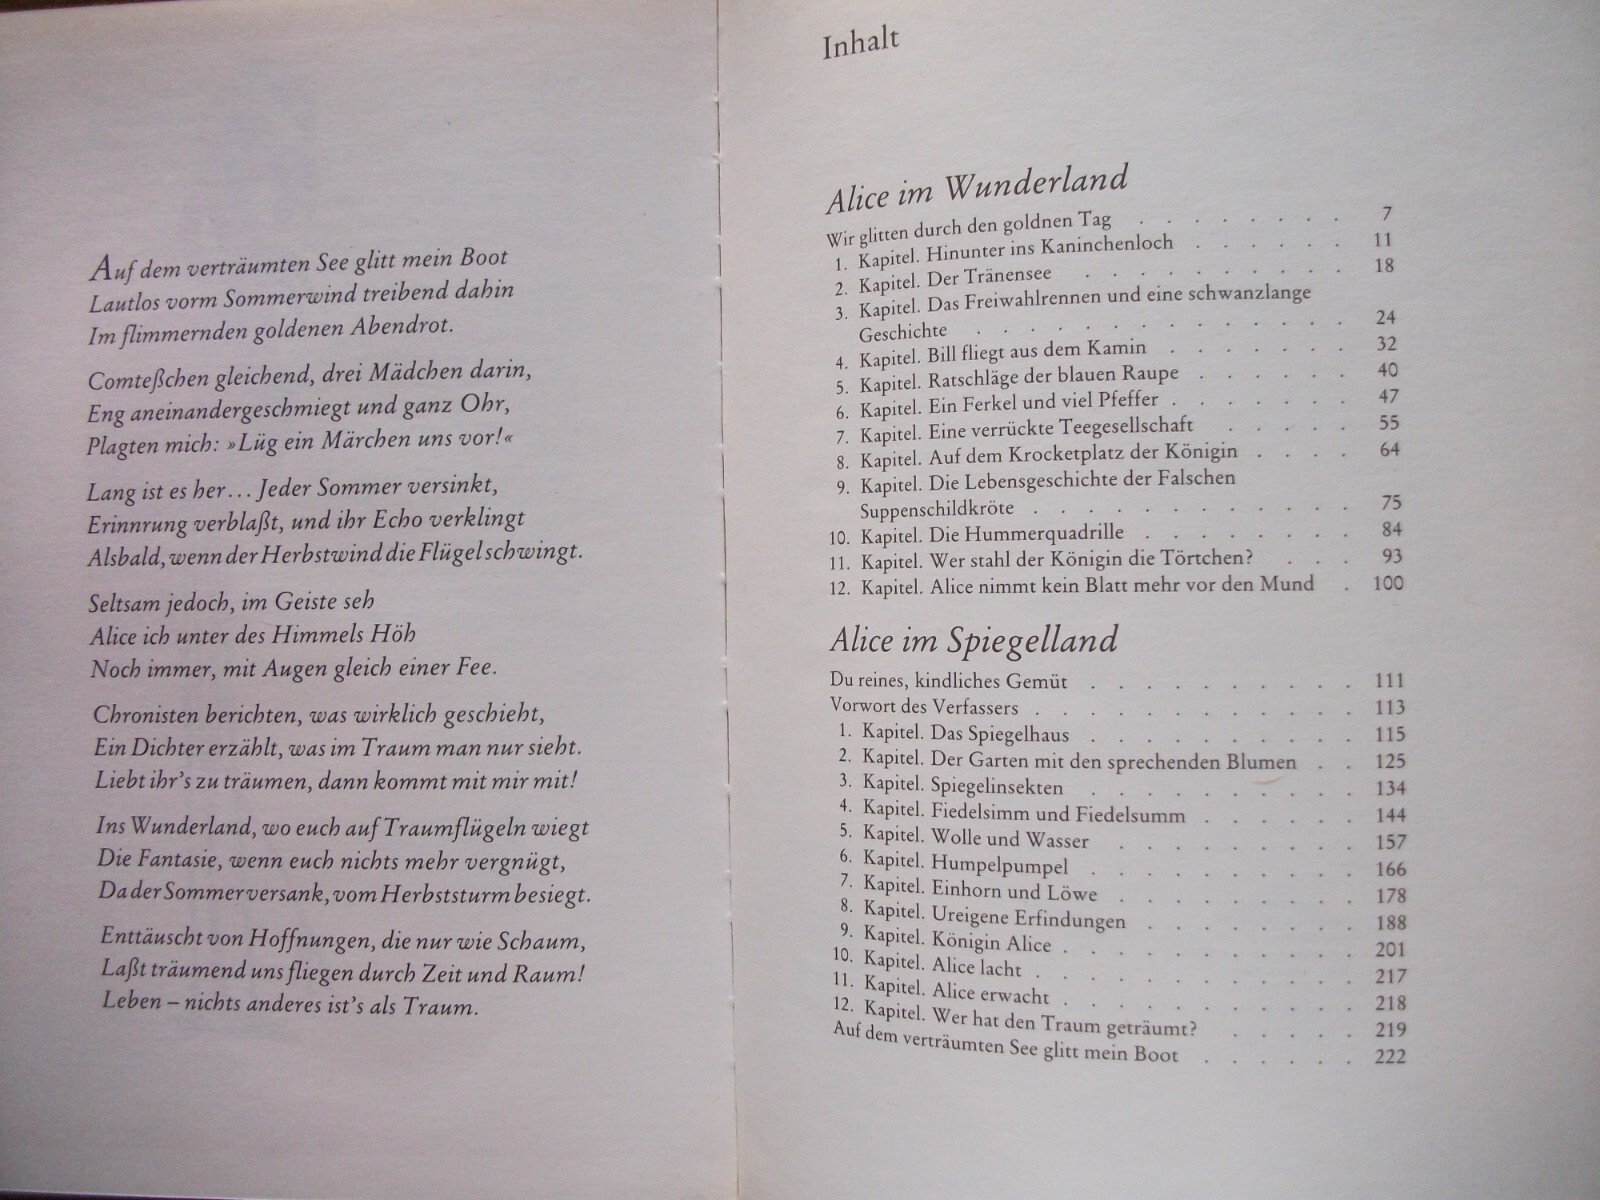 Auf dem verträumten See glitt mein Boot
Lautlos vorm Sommerwind treibend dahin
Im flimmernden goldenen Abendrot.
Comteßchen gleichend, drei Mädchen darin,
Eng aneinandergeschmiegt und ganz Ohr,
Plagten mich: »Lüg ein Märchen uns vor!«
Lang ist es her... Jeder Sommer versinkt,
Erinnrung verblaßt, und ihr Echo verklingt
Alsbald, wenn der Herbstwind die Flügel schwingt.
Seltsam jedoch, im Geiste seh
Alice ich unter des Himmels Höh
Noch immer, mit Augen gleich einer Fee.
Chronisten berichten, was wirklich geschieht,
Ein Dichter erzählt, was im Traum man nur sieht.
Liebt ihr's zu träumen, dann kommt mit mir mit!
Ins Wunderland, wo euch auf Traumflügeln wiegt
Die Fantasie, wenn euch nichts mehr vergnügt,
Da der Sommer versank, vom Herbststurm besiegt.
Enttäuscht von Hoffnungen, die nur wie Schaum,
Laßt träumend uns fliegen durch Zeit und Raum!
Leben – nichts anderes ist's als Traum.
Inhalt
Alice im Wunderland
Wir glitten durch den goldnen Tag . . . . . . . . 7
1. Kapitel. Hinunter ins Kaninchenloch . . . . . . 11
2. Kapitel. Der Tränensee . . . . . . . . . . 18
3. Kapitel. Das Freiwahlrennen und eine schwanzlange
Geschichte . . . . . . . . . . . . . . 24
4. Kapitel. Bill fliegt aus dem Kamin . . . . . . . 32
5. Kapitel. Ratschläge der blauen Raupe . . . . . . 40
6. Kapitel. Ein Ferkel und viel Pfeffer . . . . . . . 47
7. Kapitel. Eine verrückte Teegesellschaft . . . . . 55
8. Kapitel. Auf dem Krocketplatz der Königin . . . . 64
9. Kapitel. Die Lebensgeschichte der Falschen
Suppenschildkröte . . . . . . . . . . . . 75
10. Kapitel. Die Hummerquadrille . . . . . . . . 84
11. Kapitel. Wer stahl der Königin die Törtchen? . . . 93
12. Kapitel. Alice nimmt kein Blatt mehr vor den Mund . 100
Alice im Spiegelland
Du reines, kindliches Gemüt . . . . . . . . . . 111
Vorwort des Verfassers . . . . . . . . . . . . 113
1. Kapitel. Das Spiegelhaus . . . . . . . . . . 115
2. Kapitel. Der Garten mit den sprechenden Blumen . . 125
3. Kapitel. Spiegelinsekten . . . . . . . . . . 134
4. Kapitel. Fiedelsimm und Fiedelsumm . . . . . . 144
5. Kapitel. Wolle und Wasser . . . . . . . . . 157
6. Kapitel. Humpelpumpel . . . . . . . . . . 166
7. Kapitel. Einhorn und Löwe . . . . . . . . . 178
8. Kapitel. Ureigene Erfindungen . . . . . . . . 188
9. Kapitel. Königin Alice . . . . . . . . . . . 201
10. Kapitel. Alice lacht . . . . . . . . . . . . 217
11. Kapitel. Alice erwacht . . . . . . . . . . . 218
12. Kapitel. Wer hat den Traum geträumt? . . . . . 219
Auf dem verträumten See glitt mein Boot . . . . . . 222